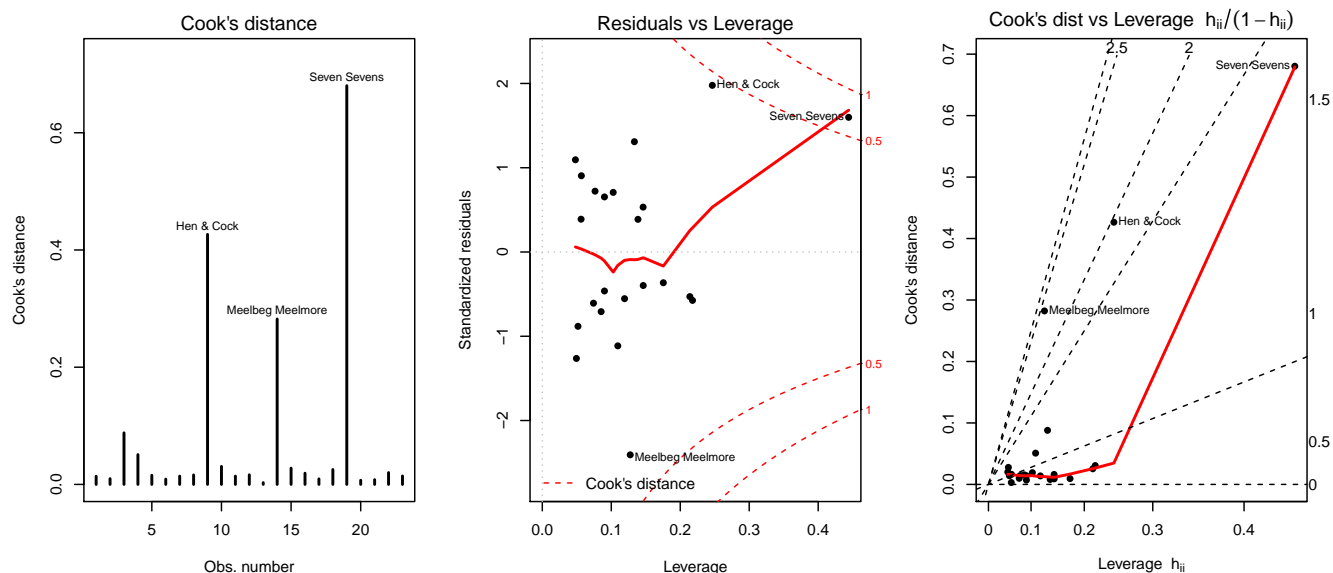 Cook's distance
Cook's distance
0.0
0.2
0.4
0.6
Hen & Cock
Meelbeg Meelmore
Seven Sevens
5
10
15
20
Obs. number
Residuals vs Leverage
Standardized residuals
2
1
0
−1
−2
Hen & Cock
Seven Sevens
Meelbeg Meelmore
1
0.5
0.5
1
Cook's distance
0.0
0.1
0.2
0.3
0.4
Leverage
Cook's dist vs Leverage hii/(1−hii)
Cook's distance
0.7
0.6
0.5
0.4
0.3
0.2
0.1
0.0
2.5
2
1.5
1
0.5
0
Seven Sevens
Hen & Cock
Meelbeg Meelmore
0
0.1
0.3
0.4
Leverage hii